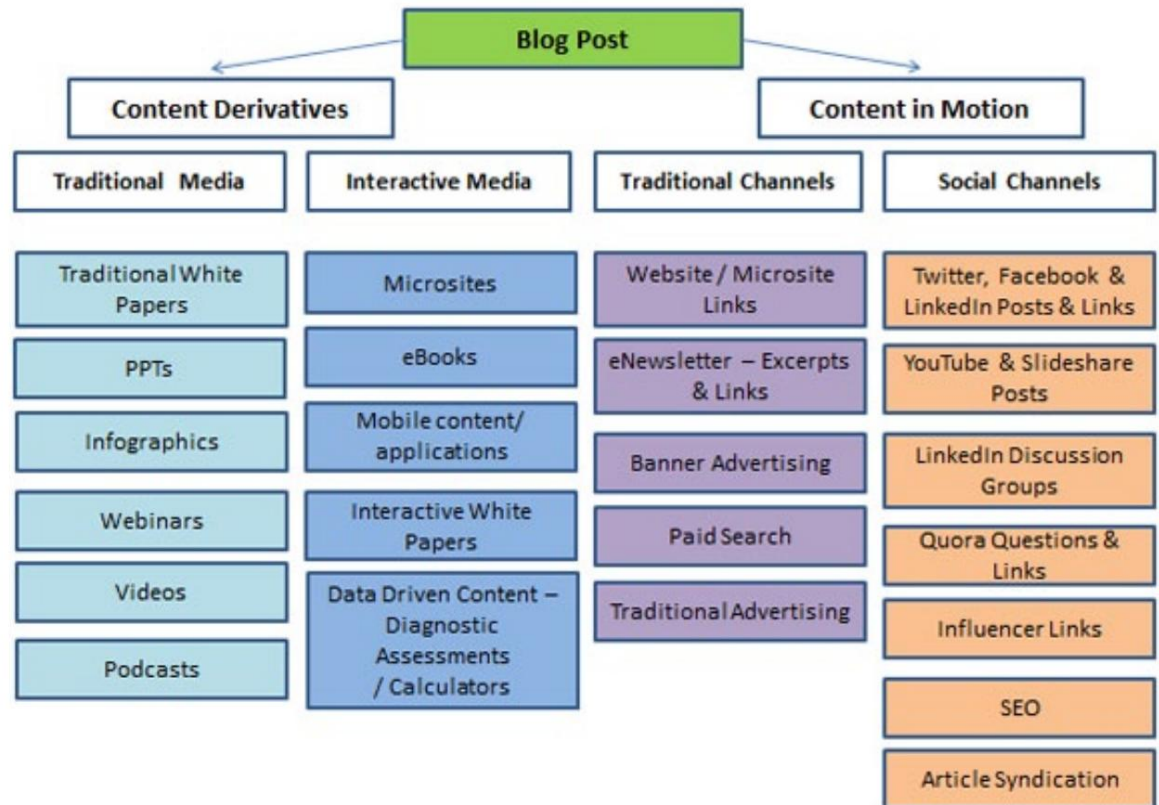 Blog Post
Content Derivatives
Content in Motion
Traditional Media
Interactive Media
Traditional Channels
Social Channels
Traditional White
Papers
PPTs
Infographics
Webinars
Videos
Podcasts
Microsites
eBooks
Mobile content/
applications
Interactive White
Papers
Data Driven Content –
Diagnostic
Assessments
/ Calculators
Website / Microsite
Links
eNewsletter – Excerpts
& Links
Banner Advertising
Paid Search
Traditional Advertising
Twitter, Facebook &
LinkedIn Posts & Links
YouTube & Slideshare
Posts
LinkedIn Discussion
Groups
Quora Questions &
Links
Influencer Links
SEO
Article Syndication